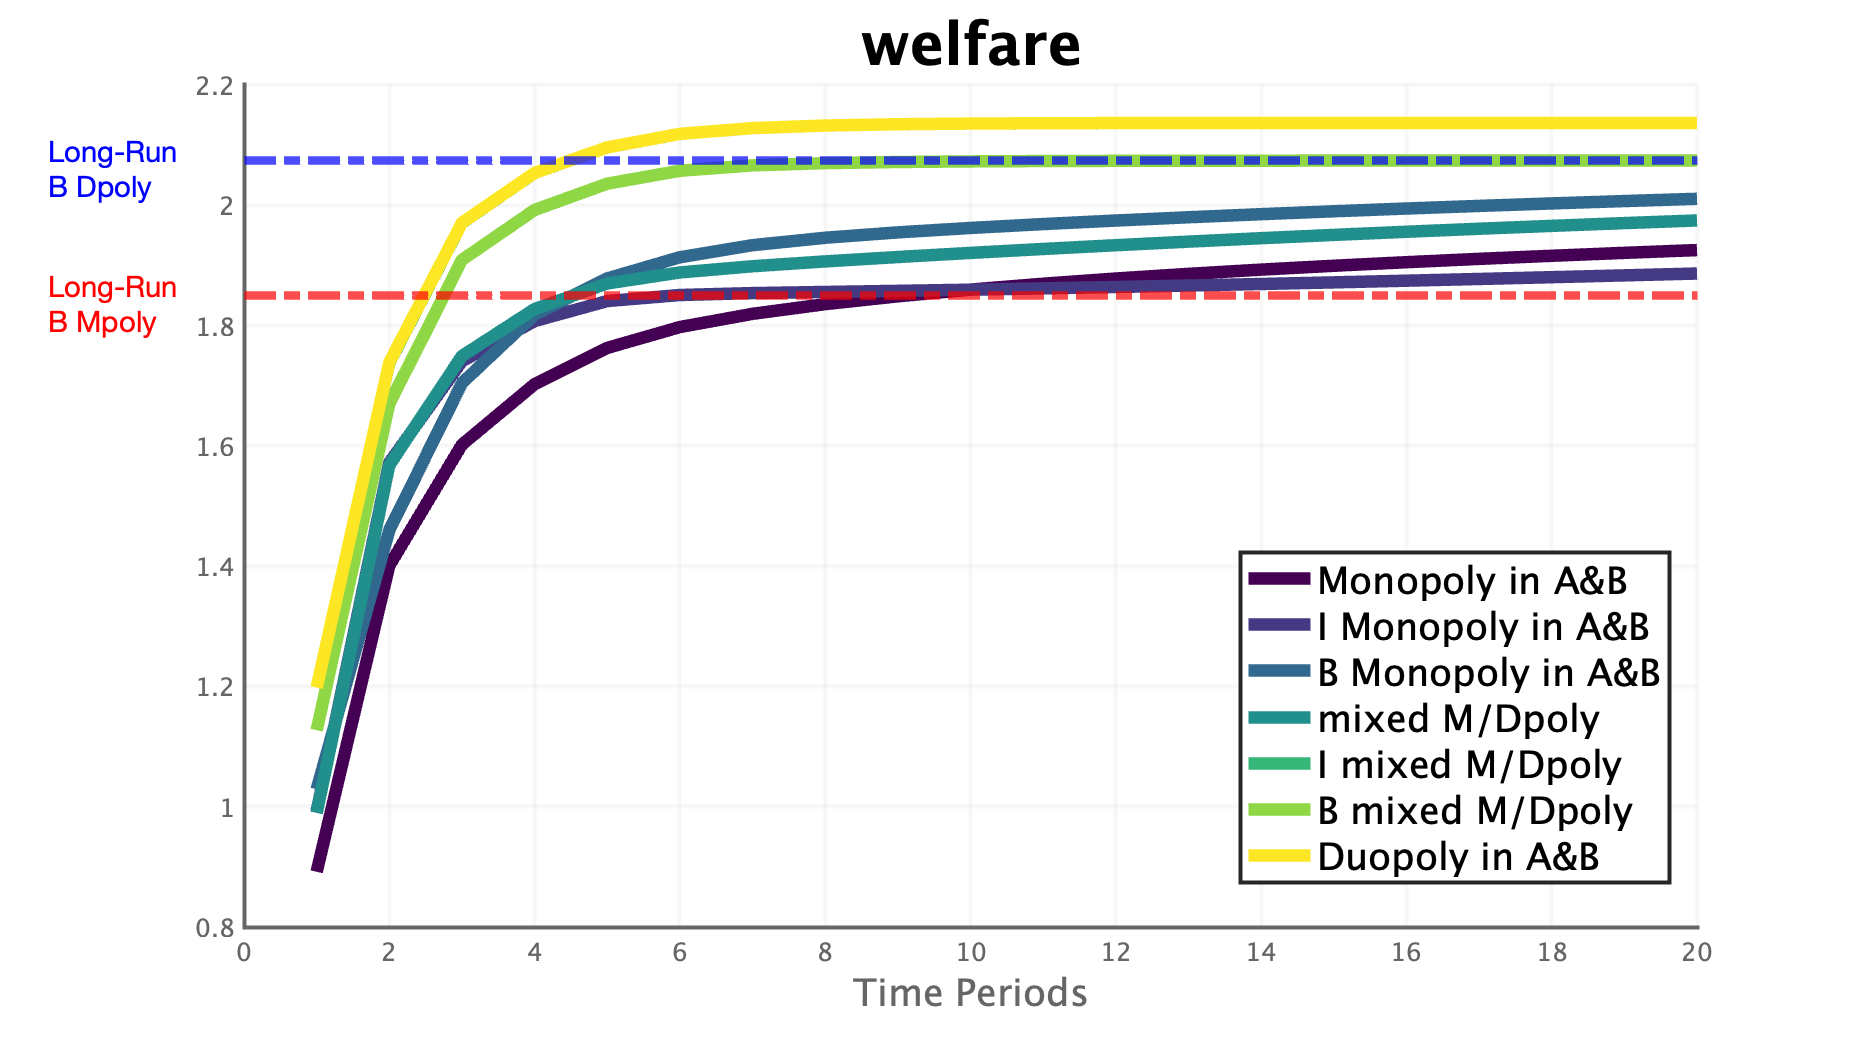 welfare
2.2
Long-Run
B Dpoly
2
Long-Run
B Mpoly
1.8
1.6
1.4
1.2
1
0.8
0 2 4 6 8 10 12 14 16 18 20
Time Periods
Monopoly in A&B
I Monopoly in A&B
B Monopoly in A&B
mixed M/Dpoly
I mixed M/Dpoly
B mixed M/Dpoly
Duopoly in A&B